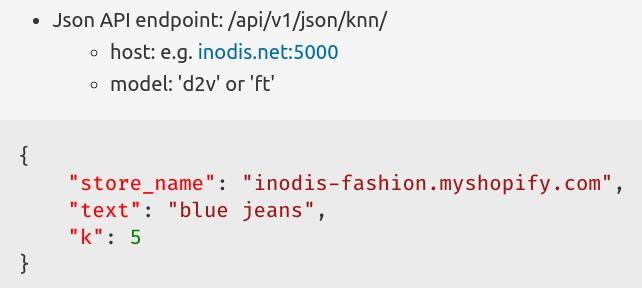 Json API endpoint: /api/v1/json/knn/
host: e.g. inodis.net:5000
model: 'd2v' or 'ft'
{
    "store_name": "inodis-fashion.myshopify.com",
    "text": "blue jeans",
    "k": 5
}